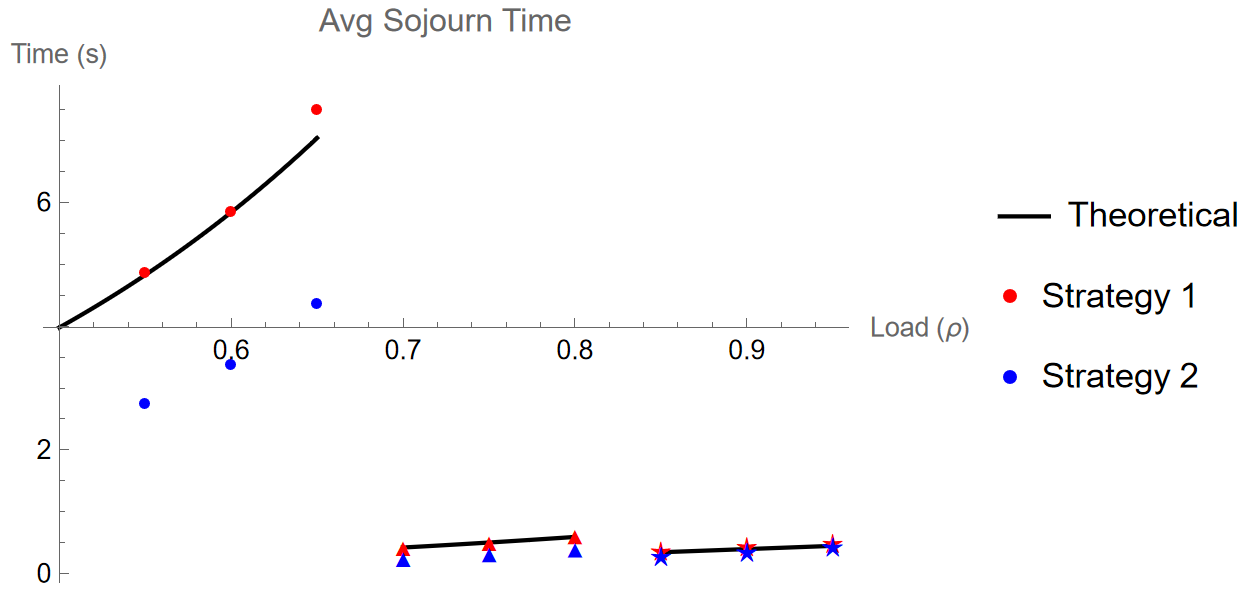 Avg Sojourn Time
Time (s)
6
2
0
0.6
0.7
0.8
0.9
Load (ρ)
Theoretical
Strategy 1
Strategy 2